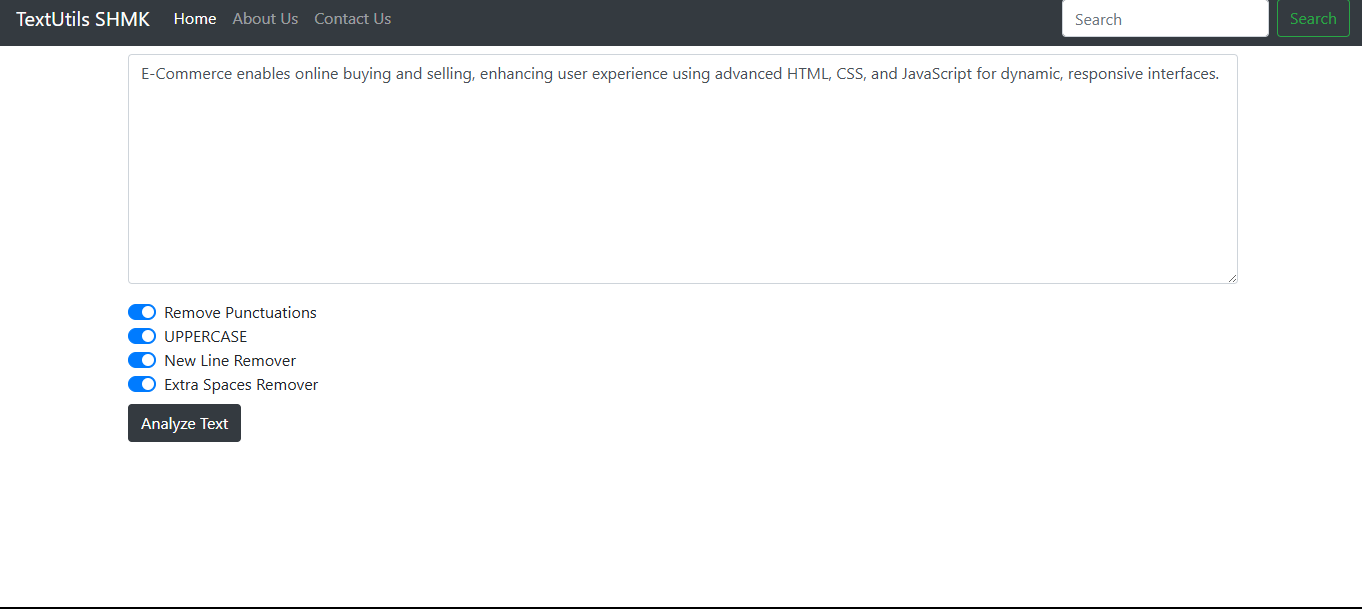 TextUtils SHMK Home About Us Contact Us Search Search
E-Commerce enables online buying and selling, enhancing user experience using advanced HTML, CSS, and JavaScript for dynamic, responsive interfaces.
Remove Punctuations
UPPERCASE
New Line Remover
Extra Spaces Remover
Analyze Text